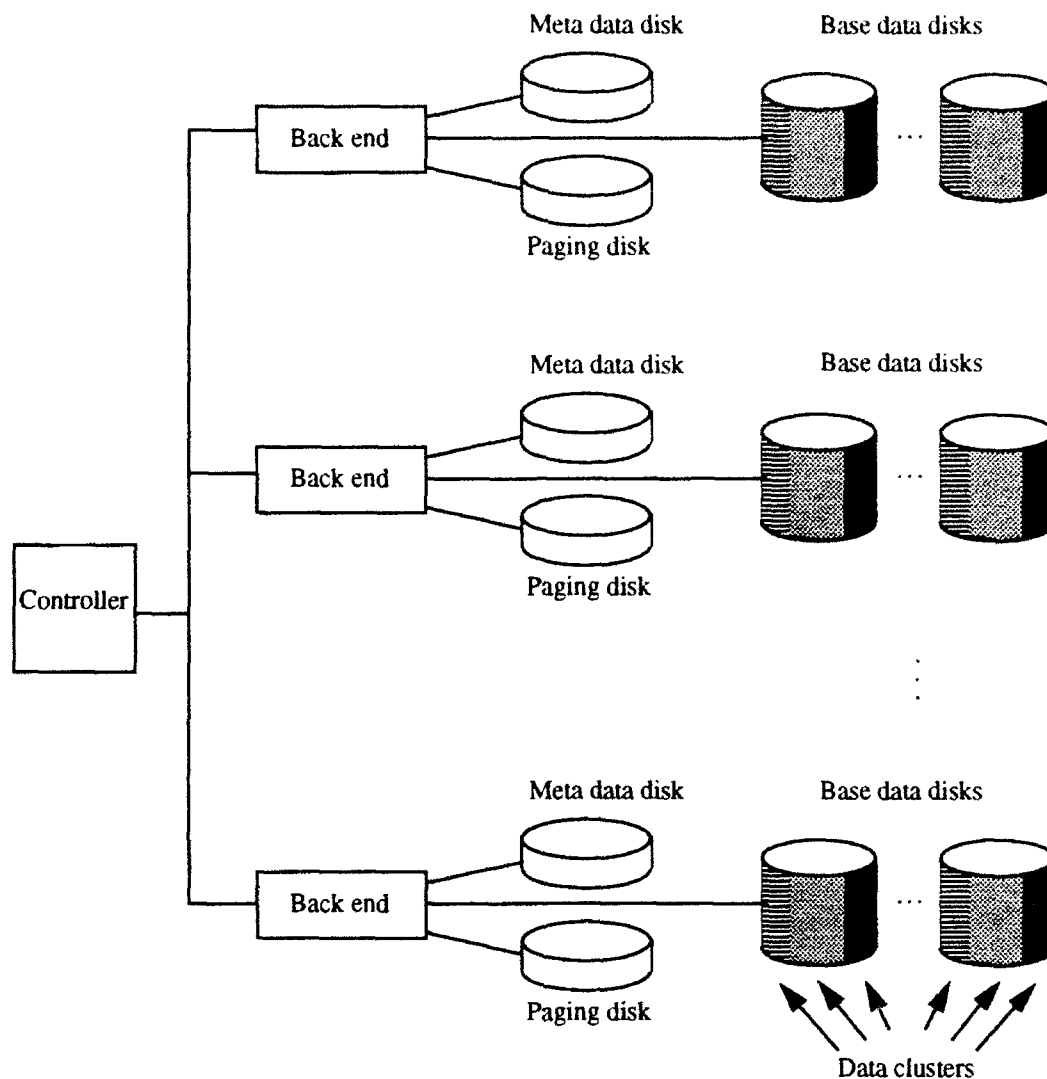 Meta data disk
Base data disks
Back end
...
Paging disk
Meta data disk
Base data disks
Back end
...
Paging disk
Controller
Meta data disk
Base data disks
Back end
...
Paging disk
Data clusters